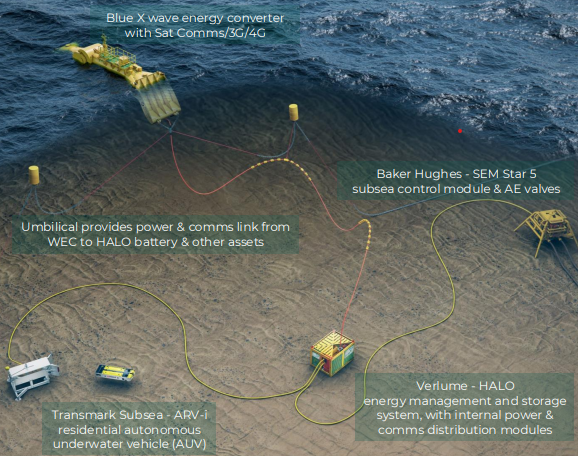 Blue X wave energy converter
with Sat Comms/3G/4G
Baker Hughes - SEM Star 5
subsea control module & AE valves
Umbilical provides power & comms link from
WEC to HALO battery & other assets
Verlume - HALO
energy management and storage
system, with internal power &
comms distribution modules
Transmark Subsea - ARV-i
residential autonomous
underwater vehicle (AUV)